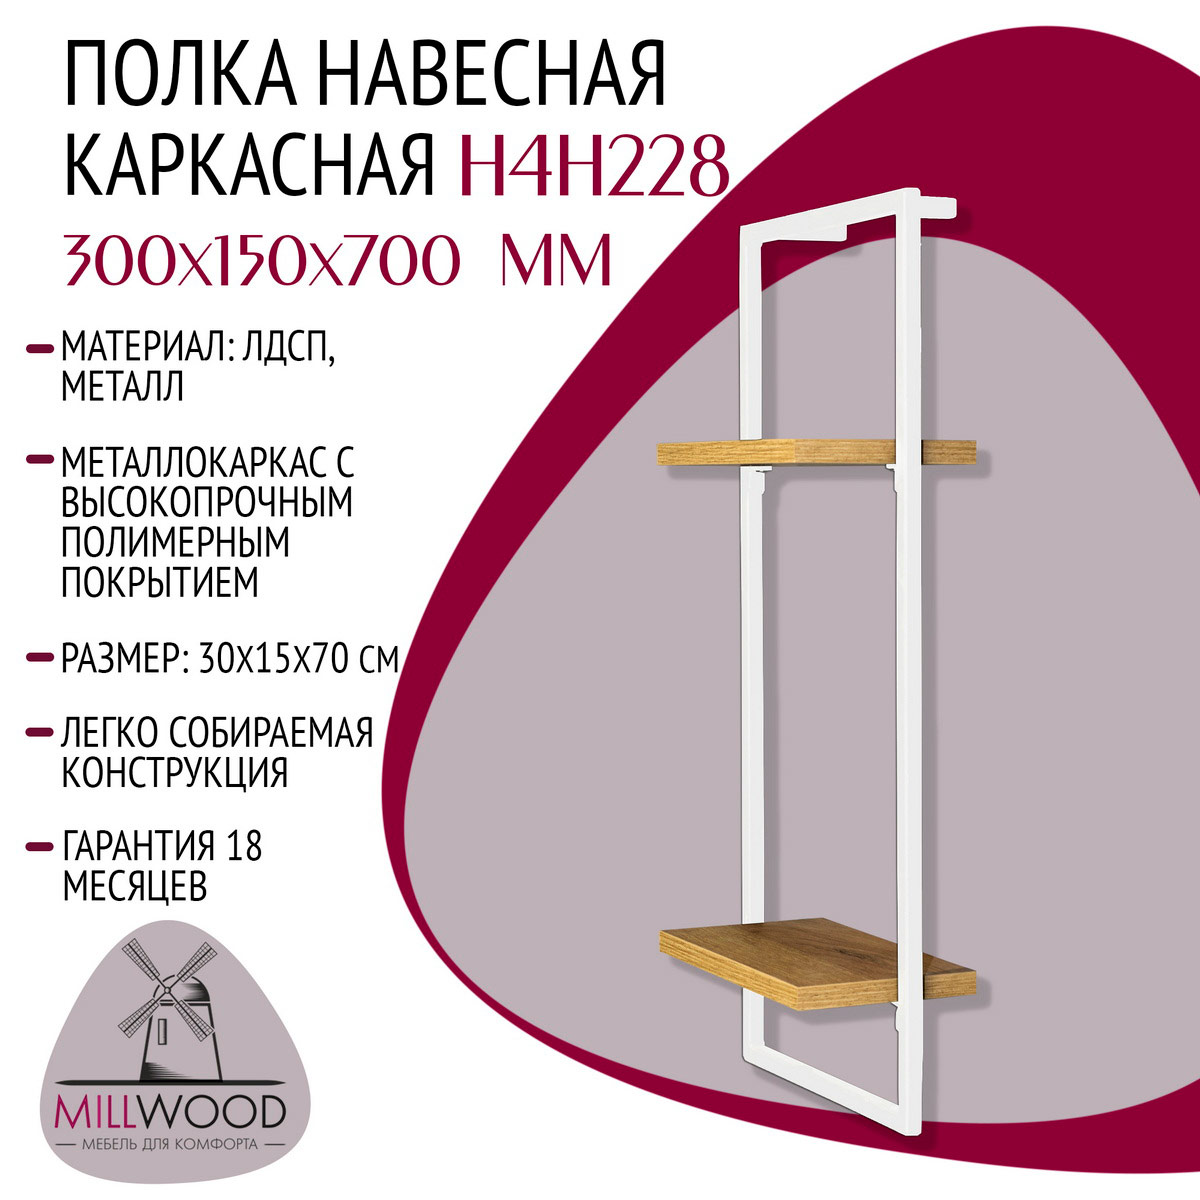 ПОЛКА НАВЕСНАЯ
КАРКАСНАЯ H4H228
300х150х700 ММ
МАТЕРИАЛ: ЛДСП,
МЕТАЛЛ
МЕТАЛЛОКАРКАС С
ВЫСОКОПРОЧНЫМ
ПОЛИМЕРНЫМ
ПОКРЫТИЕМ
РАЗМЕР: 30Х15Х70 СМ
ЛЕГКО СОБИРАЕМАЯ
КОНСТРУКЦИЯ
ГАРАНТИЯ 18
МЕСЯЦЕВ
MILLWOOD
МЕБЕЛЬ ДЛЯ КОМФОРТА